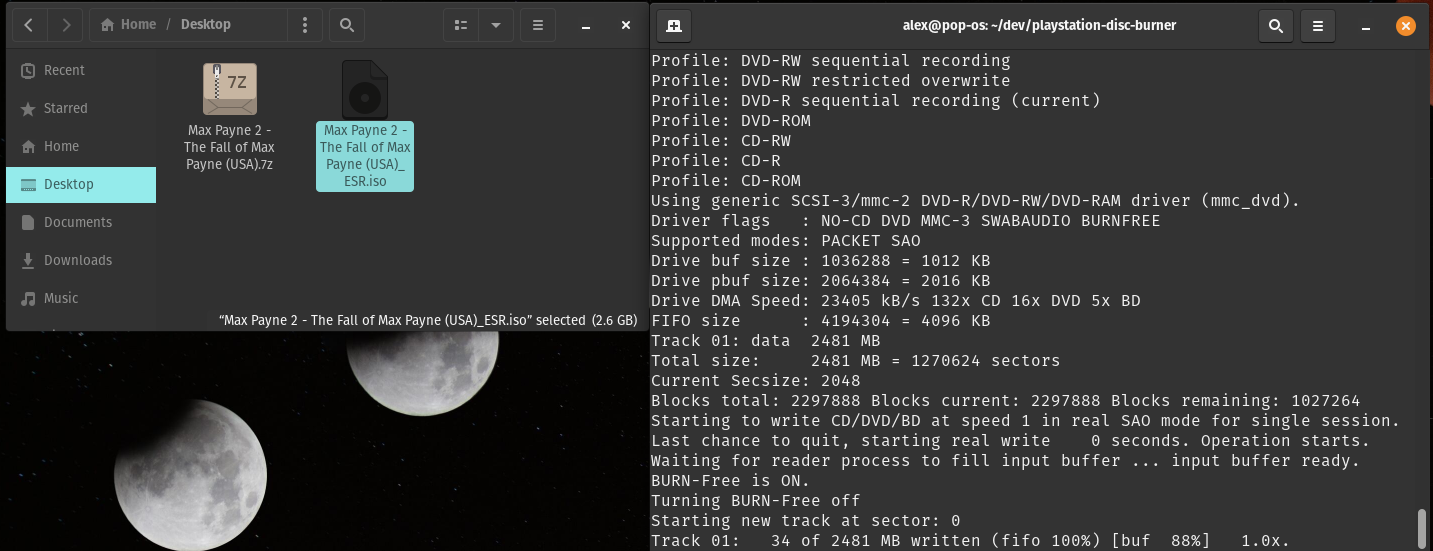 Home / Desktop
Recent
Starred
Home
Desktop
Documents
Downloads
Music
7Z
Max Payne 2 -
The Fall of Max
Payne (USA).7z
Max Payne 2 -
The Fall of Max
Payne (USA)_
ESR.iso
“Max Payne 2 - The Fall of Max Payne (USA)_ESR.iso” selected (2.6 GB)
alex@pop-os: ~/dev/playstation-disc-burner
Profile: DVD-RW sequential recording
Profile: DVD-RW restricted overwrite
Profile: DVD-R sequential recording (current)
Profile: DVD-ROM
Profile: CD-RW
Profile: CD-R
Profile: CD-ROM
Using generic SCSI-3/mmc-2 DVD-R/DVD-RW/DVD-RAM driver (mmc_dvd).
Driver flags   : NO-CD DVD MMC-3 SWABAUDIO BURNFREE
Supported modes: PACKET SAO
Drive buf size : 1036288 = 1012 KB
Drive pbuf size: 2064384 = 2016 KB
Drive DMA Speed: 23405 kB/s 132x CD 16x DVD 5x BD
FIFO size      : 4194304 = 4096 KB
Track 01: data  2481 MB
Total size:     2481 MB = 1270624 sectors
Current Secsize: 2048
Blocks total: 2297888 Blocks current: 2297888 Blocks remaining: 1027264
Starting to write CD/DVD/BD at speed 1 in real SAO mode for single session.
Last chance to quit, starting real write    0 seconds. Operation starts.
Waiting for reader process to fill input buffer ... input buffer ready.
BURN-Free is ON.
Turning BURN-Free off
Starting new track at sector: 0
Track 01:   34 of 2481 MB written (fifo 100%) [buf  88%]   1.0x.